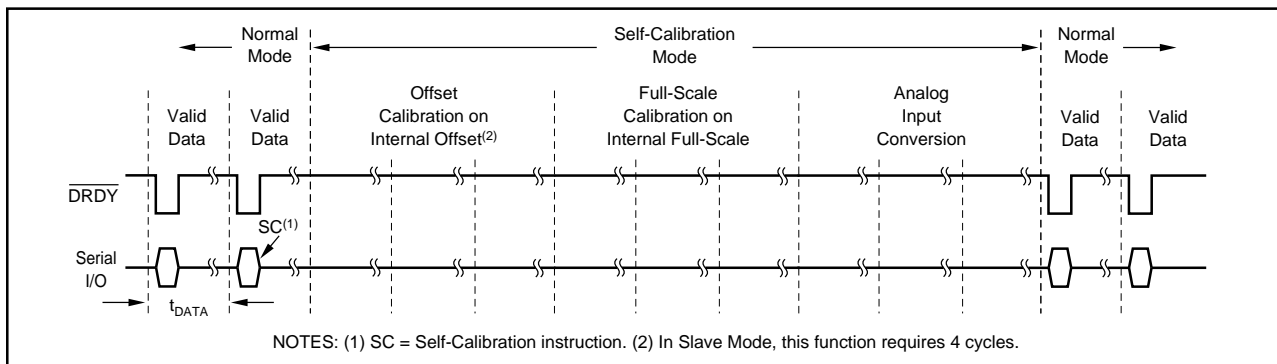 Normal
Mode
Self-Calibration
Mode
Normal
Mode
Valid
Data
Valid
Data
Offset
Calibration on
Internal Offset(2)
Full-Scale
Calibration on
Internal Full-Scale
Analog
Input
Conversion
Valid
Data
Valid
Data
DRDY
SC(1)
Serial
I/O
tDATA
NOTES: (1) SC = Self-Calibration instruction. (2) In Slave Mode, this function requires 4 cycles.